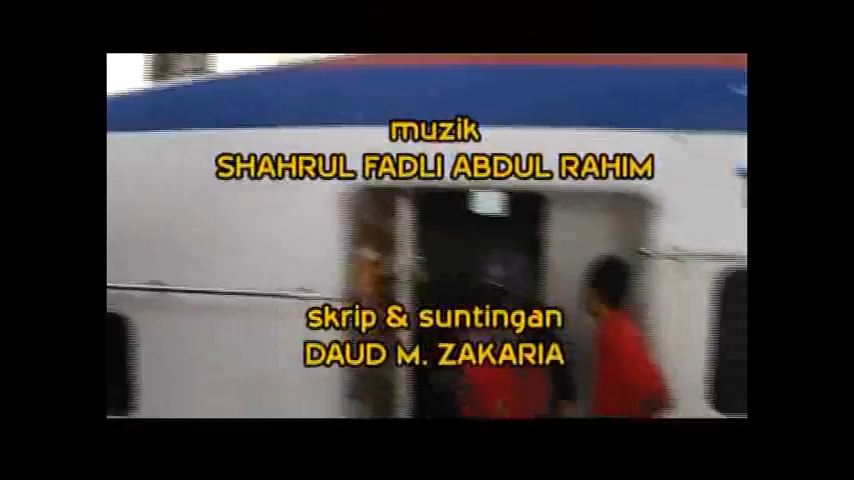 muzik
SHAHRUL FADLI ABDUL RAHIM
skrip & suntingan
DAUD M. ZAKARIA